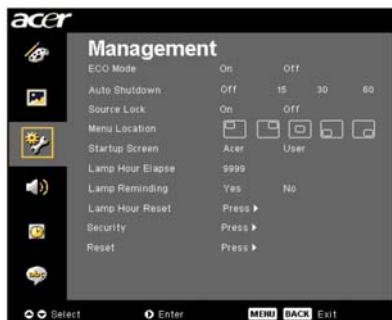 acer
Management
ECO Mode On Off
Auto Shutdown Off 15 30 60
Source Lock On Off
Menu Location
Startup Screen Acer User
Lamp Hour Elapse 9999
Lamp Reminding Yes No
Lamp Hour Reset Press
Security Press
Reset Press
abc
Select Enter MENU BACK Exit